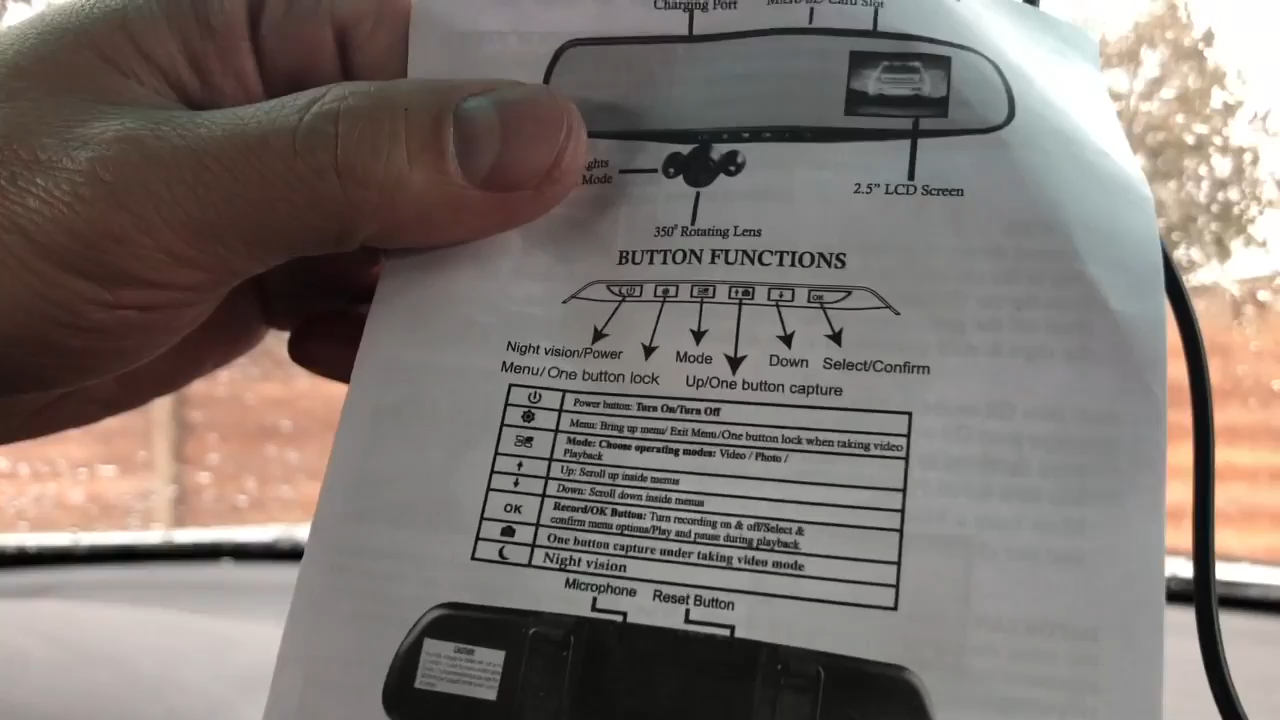 Charging Port
Card Slot
ghts
Mode
2.5" LCD Screen
350⁰ Rotating Lens
BUTTON FUNCTIONS
OK
Night vision/Power
Mode
Down
Select/Confirm
Menu/One button lock
Up/One button capture
Power button: Turn On/Turn Off
Menu: Bring up menu/ Exit Menu/One button lock when taking video
Mode: Choose operating modes: Video / Photo /
Playback
Up: Scroll up inside menus
Down: Scroll down inside menus
OK
Record/OK Button: Turn recording on & off/Select &
confirm menu options/Play and pause during playback
One button capture under taking video mode
Night vision
Microphone
Reset Button
CAUTION